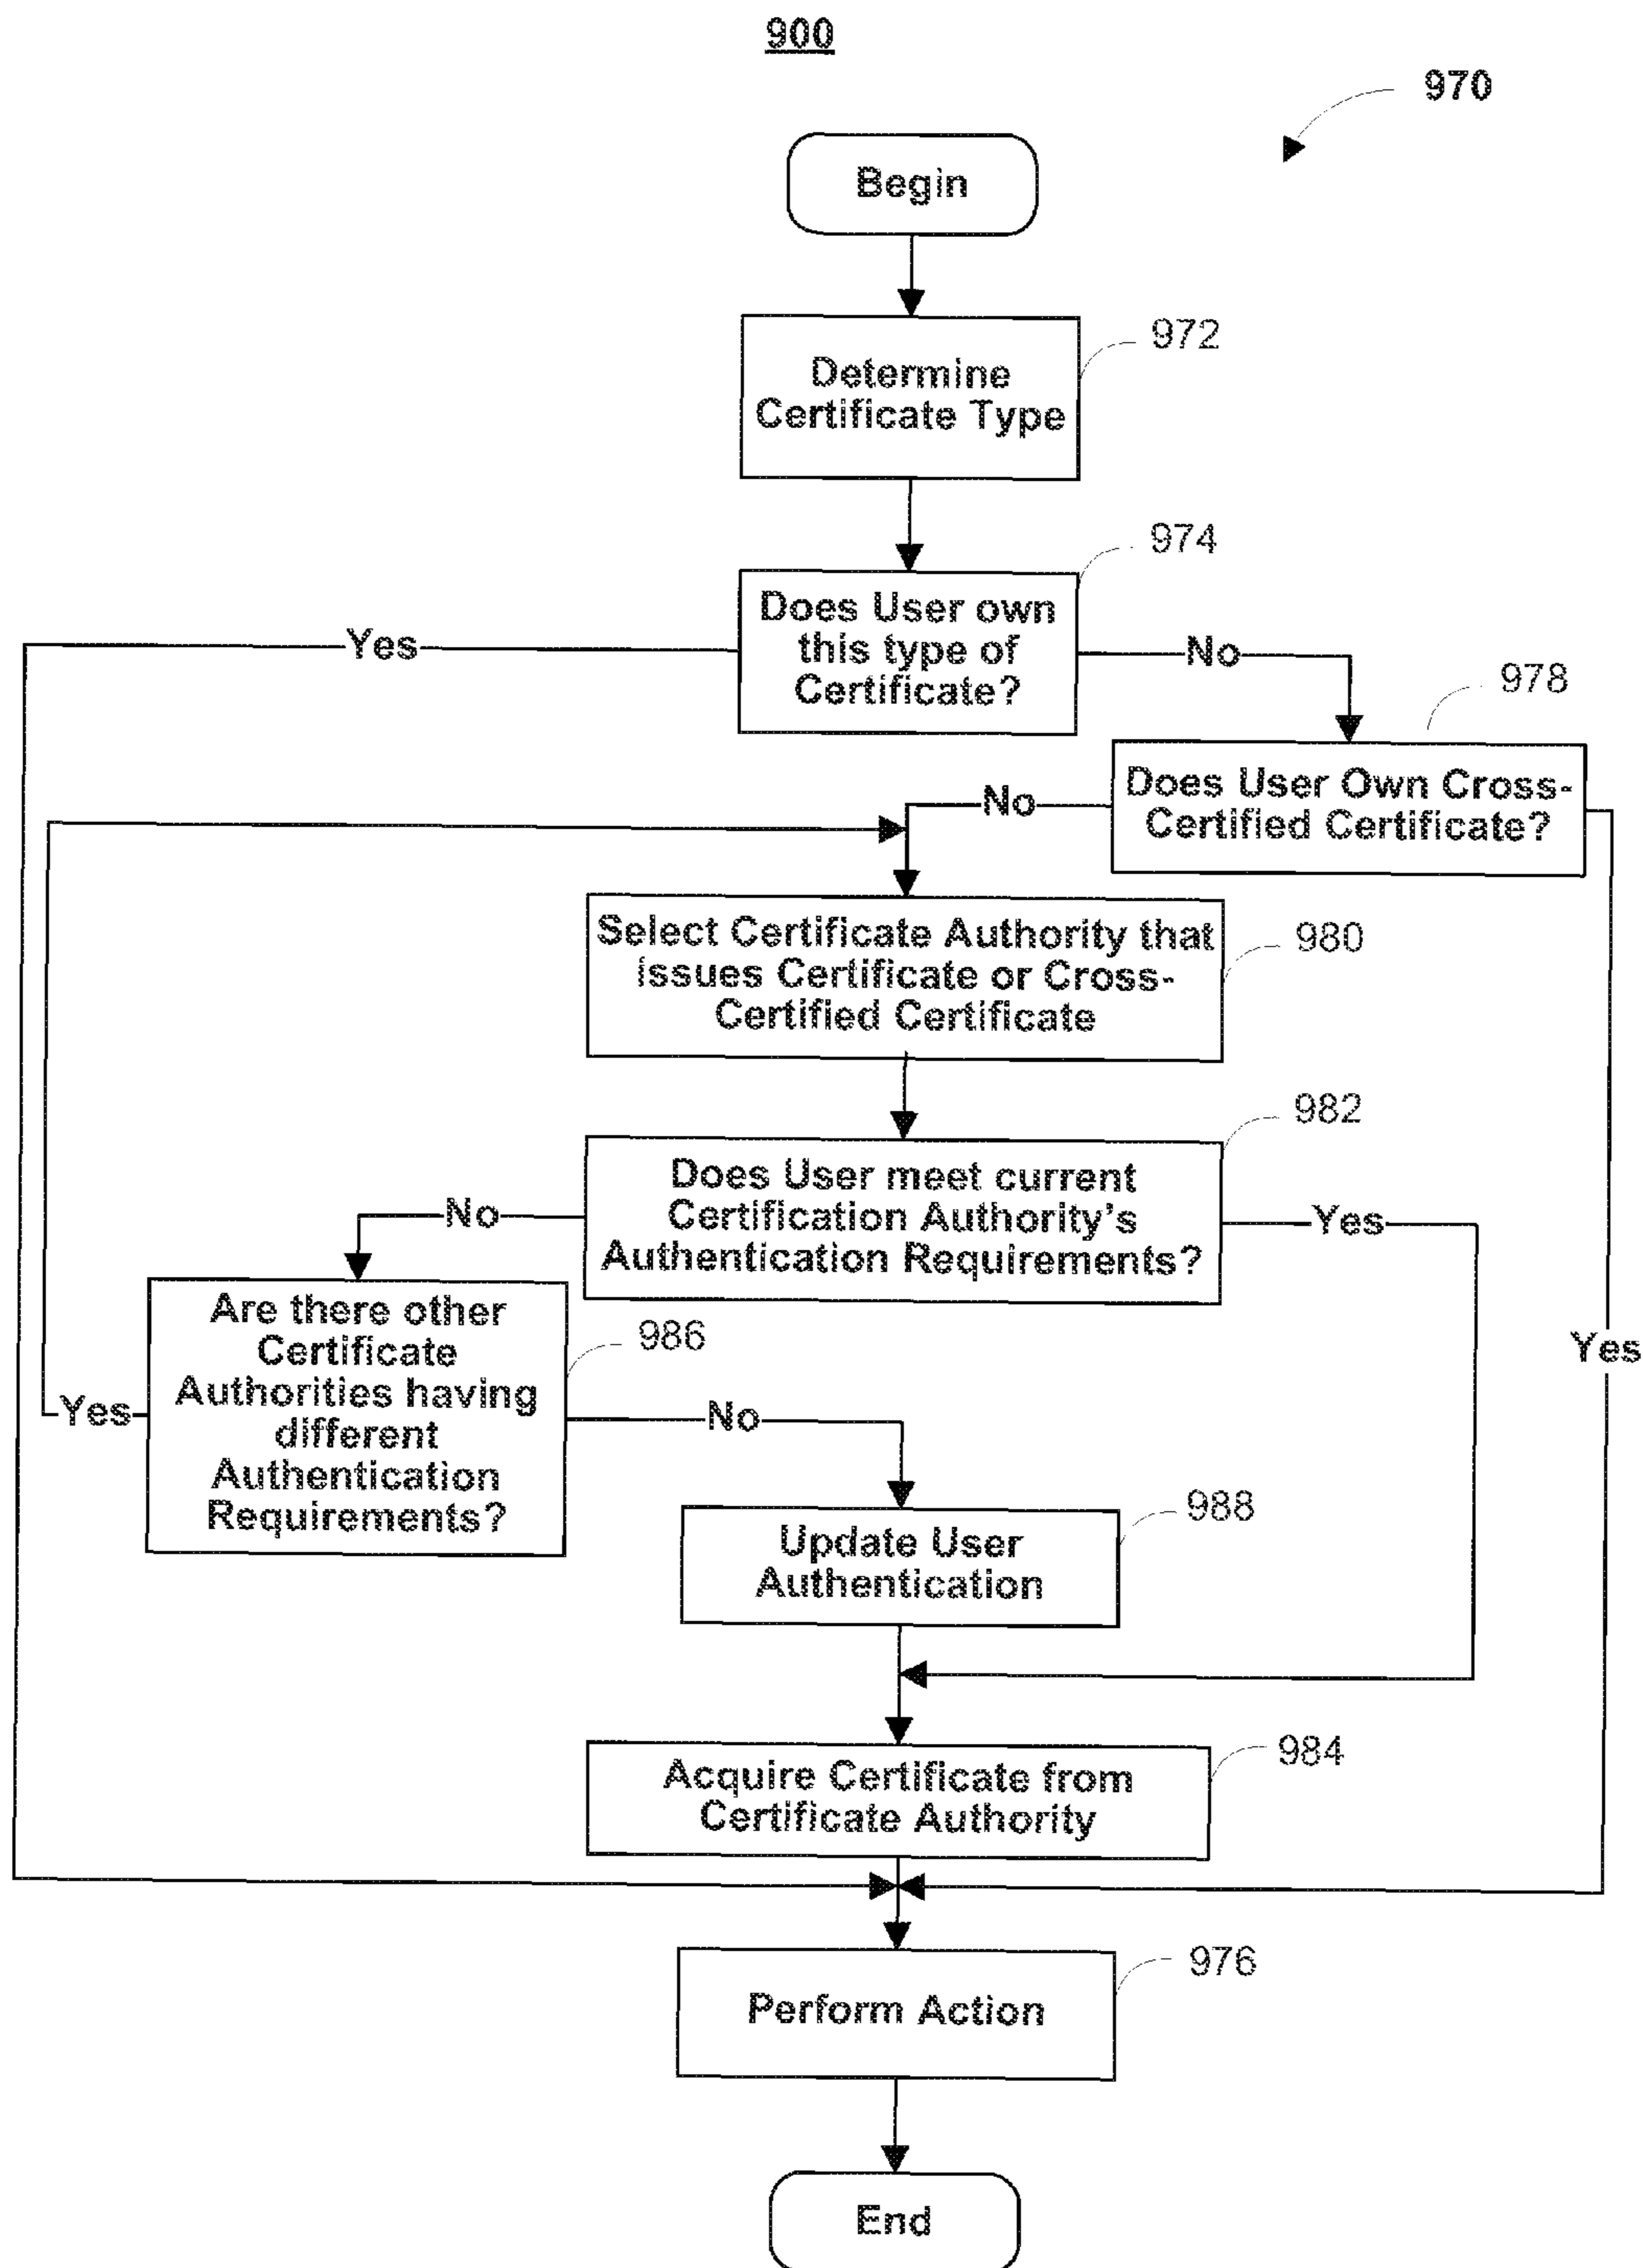 900
970
Begin
972
Determine
Certificate Type
974
Does User own
this type of
Certificate?
Yes
No
978
Does User Own Cross-
Certified Certificate?
No
Select Certificate Authority that
issues Certificate or Cross-
Certified Certificate
980
982
Does User meet current
Certification Authority's
Authentication Requirements?
No
Yes
Are there other
Certificate
Authorities having
different
Authentication
Requirements?
986
Yes
Yes
No
988
Update User
Authentication
984
Acquire Certificate from
Certificate Authority
976
Perform Action
End